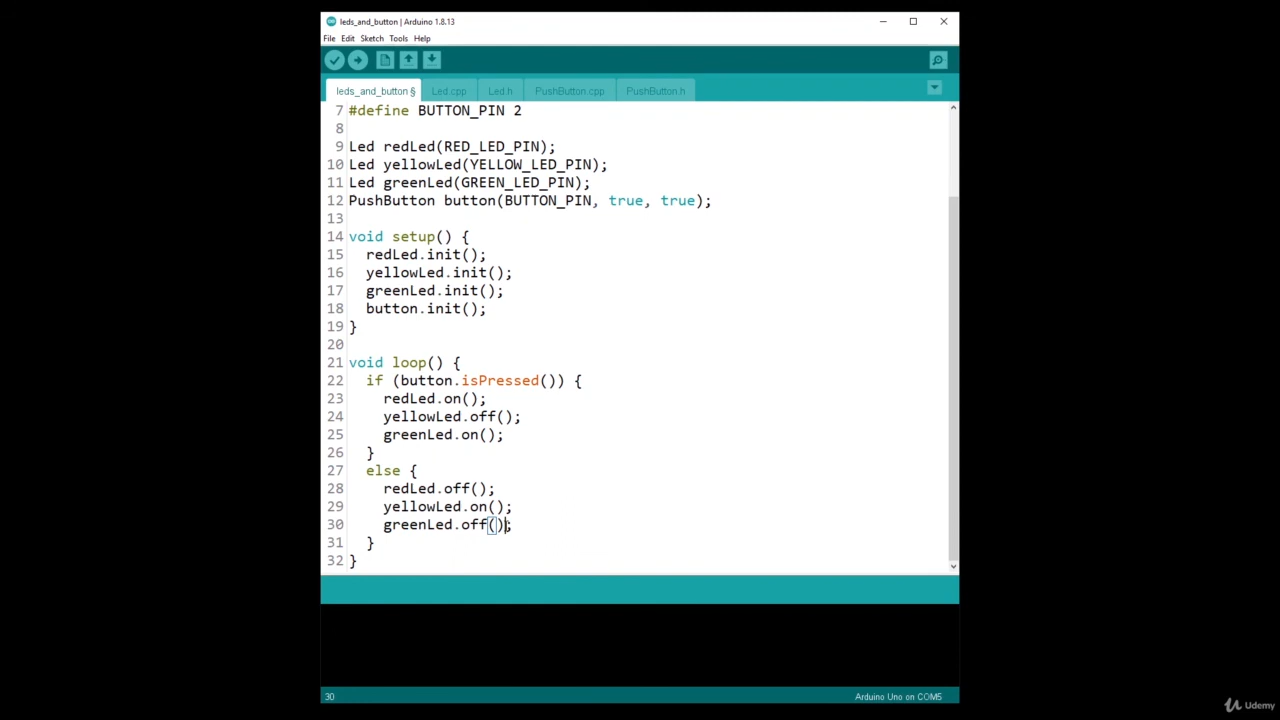 leds_and_button | Arduino 1.8.13
File Edit Sketch Tools Help
leds_and_button § Led.cpp Led.h PushButton.cpp PushButton.h
7 #define BUTTON_PIN 2
8
9 Led redLed(RED_LED_PIN);
10 Led yellowLed(YELLOW_LED_PIN);
11 Led greenLed(GREEN_LED_PIN);
12 PushButton button(BUTTON_PIN, true, true);
13
14 void setup() {
15 redLed.init();
16 yellowLed.init();
17 greenLed.init();
18 button.init();
19 }
20
21 void loop() {
22 if (button.isPressed()) {
23 redLed.on();
24 yellowLed.off();
25 greenLed.on();
26 }
27 else {
28 redLed.off();
29 yellowLed.on();
30 greenLed.off();
31 }
32 }
30 Arduino Uno on COM5
Udemy